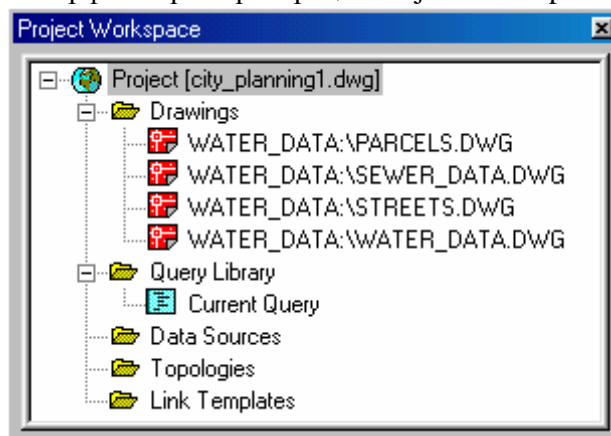 Project Workspace
Project [city_planning1.dwg]
Drawings
WATER_DATA:\PARCELS.DWG
WATER_DATA:\SEWER_DATA.DWG
WATER_DATA:\STREETS.DWG
WATER_DATA:\WATER_DATA.DWG
Query Library
Current Query
Data Sources
Topologies
Link Templates